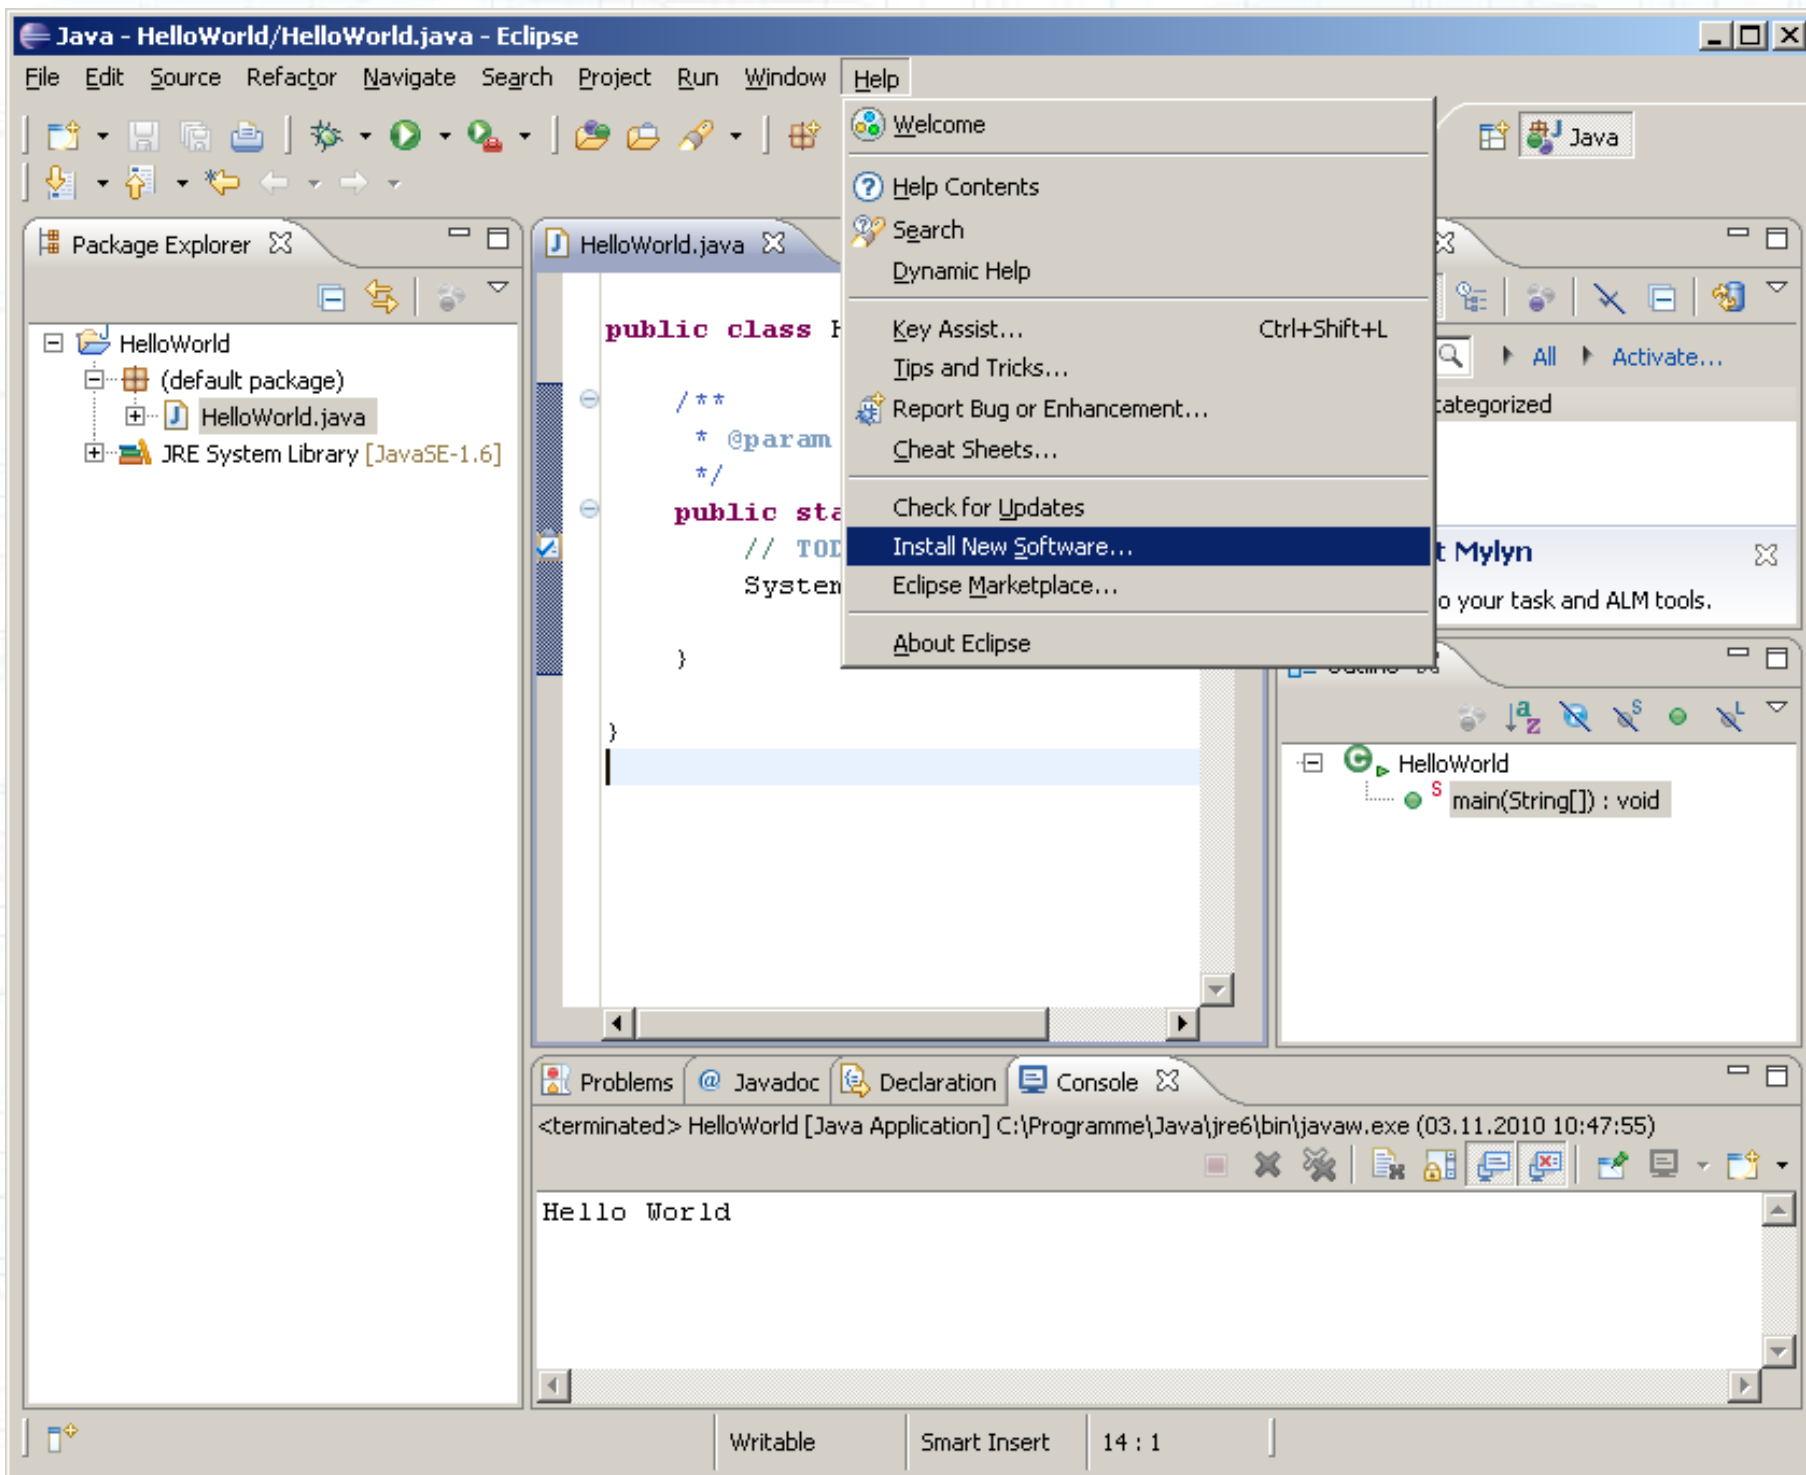 Java - HelloWorld/HelloWorld.java - Eclipse
File Edit Source Refactor Navigate Search Project Run Window Help
Welcome
Help Contents
Search
Dynamic Help
Key Assist... Ctrl+Shift+L
Tips and Tricks...
Report Bug or Enhancement...
Cheat Sheets...
Check for Updates
Install New Software...
Eclipse Marketplace...
About Eclipse
Java
Package Explorer
HelloWorld
(default package)
HelloWorld.java
JRE System Library [JavaSE-1.6]
HelloWorld.java
public class H
/**
* @param
*/
public sta
// TOD
System
}
}
All Activate...
categorized
t Mylyn
o your task and ALM tools.
Outline
HelloWorld
main(String[]) : void
Problems Javadoc Declaration Console
<terminated> HelloWorld [Java Application] C:\Programme\Java\jre6\bin\javaw.exe (03.11.2010 10:47:55)
Hello World
Writable Smart Insert 14 : 1